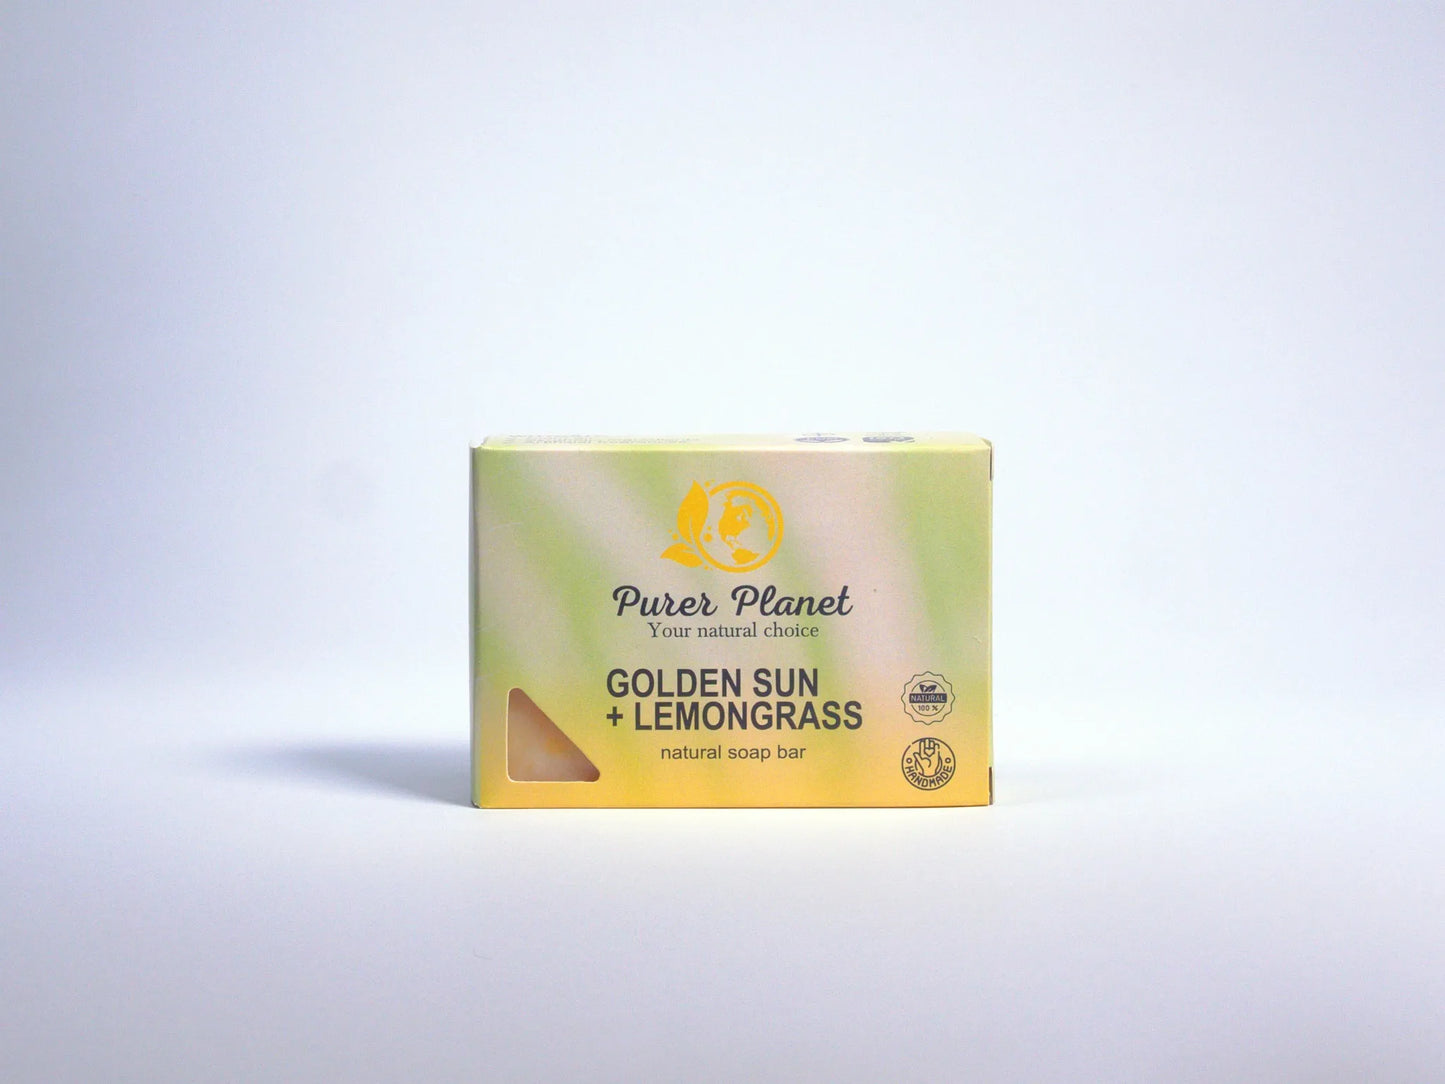 Purer Planet
Your natural choice
GOLDEN SUN
+ LEMONGRASS
natural soap bar
NATURAL
100 %
HANDMADE